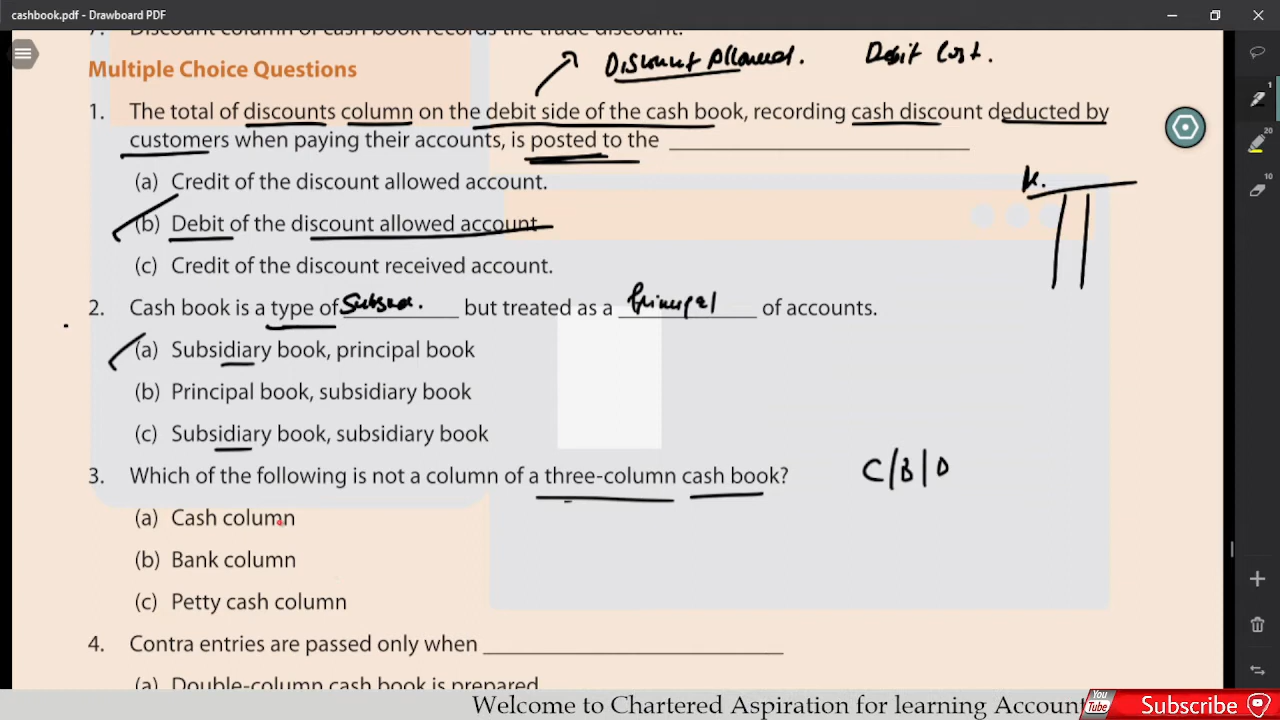 cashbook.pdf - Drawboard PDF
7. Discount column of cash book records the trade discount.
Multiple Choice Questions
Discount Allowed. Debit Cost.
1. The total of discounts column on the debit side of the cash book, recording cash discount deducted by
customers when paying their accounts, is posted to the
(a) Credit of the discount allowed account.
(b) Debit of the discount allowed account
(c) Credit of the discount received account.
2. Cash book is a type of but treated as a Principal of accounts.
(a) Subsidiary book, principal book
(b) Principal book, subsidiary book
(c) Subsidiary book, subsidiary book
3. Which of the following is not a column of a three-column cash book? C/B/D
(a) Cash column
(b) Bank column
(c) Petty cash column
4. Contra entries are passed only when
(a) Double-column cash book is prepared
Welcome to Chartered Aspiration for learning Account
You Tube Subscribe
1
20
10